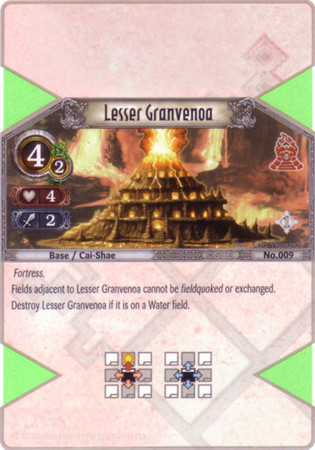 Lesser Granvenoa
4
2
4
2
Base / Cai-Shae
No.009
Fortress.
Fields adjacent to Lesser Granvenoa cannot be fieldquaked or exchanged.
Destroy Lesser Granvenoa if it is on a Water field.